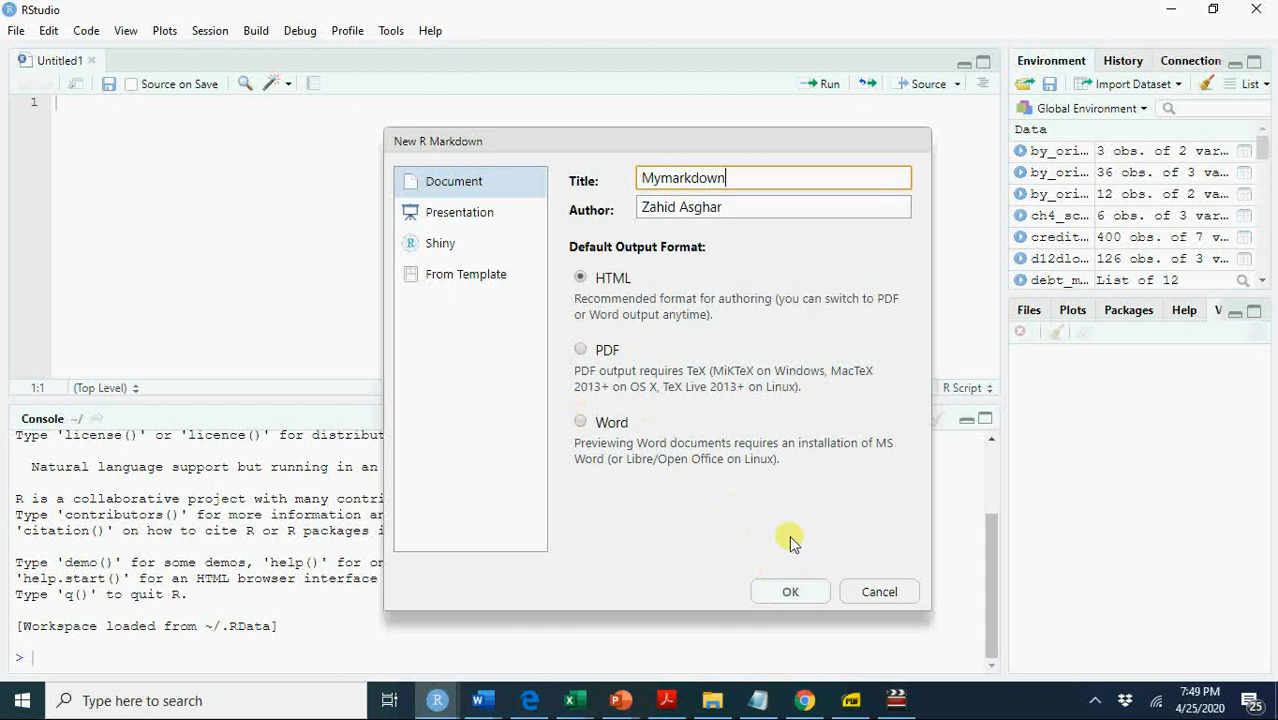 RStudio
File Edit Code View Plots Session Build Debug Profile Tools Help
Untitled1
Source on Save
Run
Source
1
1:1 (Top Level)
R Script
Console ~/
Type 'license()' or 'licence()' for distribut
Natural language support but running in an
R is a collaborative project with many contri
Type 'contributors()' for more information an
'citation()' on how to cite R or R packages i
Type 'demo()' for some demos, 'help()' for on
'help.start()' for an HTML browser interface
Type 'q()' to quit R.
[Workspace loaded from ~/.RData]
>
New R Markdown
Document
Presentation
Shiny
From Template
Title: Mymarkdown
Author: Zahid Asghar
Default Output Format:
HTML
Recommended format for authoring (you can switch to PDF
or Word output anytime).
PDF
PDF output requires TeX (MiKTeX on Windows, MacTeX
2013+ on OS X, TeX Live 2013+ on Linux).
Word
Previewing Word documents requires an installation of MS
Word (or Libre/Open Office on Linux).
OK Cancel
Environment History Connection
Import Dataset List
Global Environment
Data
by_ori... 3 obs. of 2 var...
by_ori... 36 obs. of 3 va...
by_ori... 12 obs. of 2 va...
ch4_sc... 6 obs. of 3 var...
credit... 400 obs. of 7 v...
d12dlo... 126 obs. of 3 v...
debt_m... List of 12
Files Plots Packages Help V
Type here to search
7:49 PM
4/25/2020
25